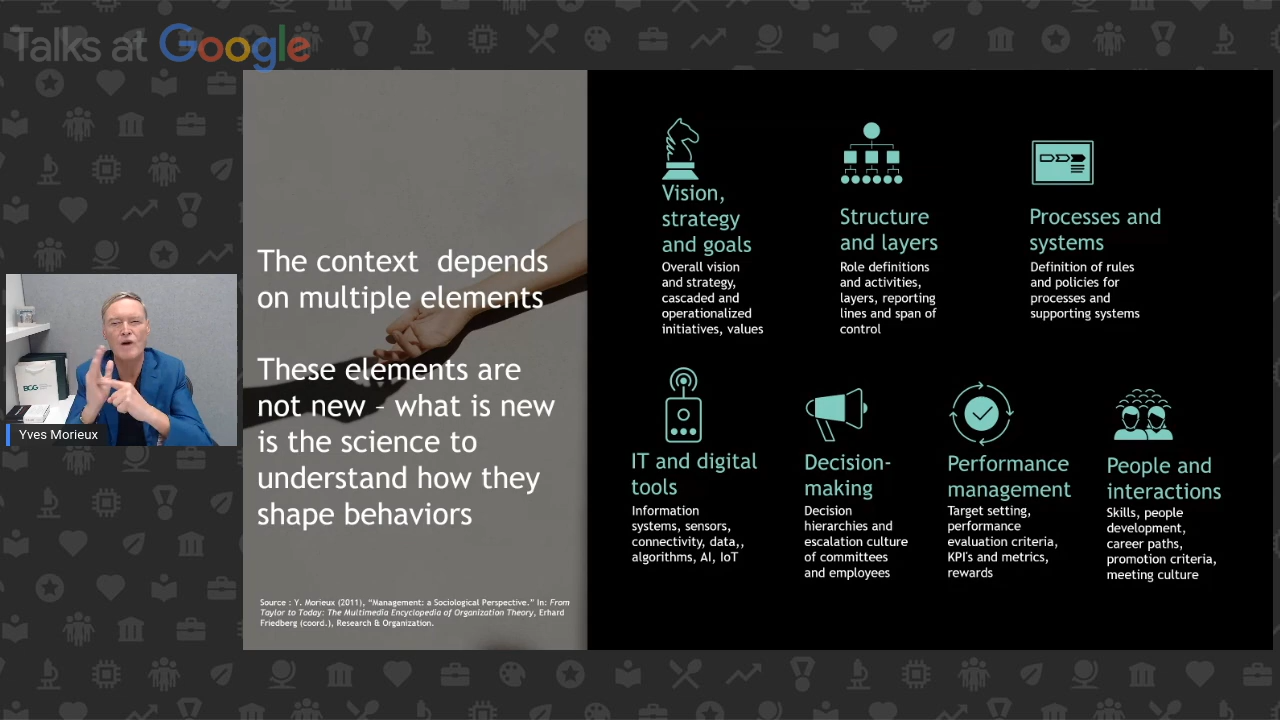 Talks at Google
The context depends
on multiple elements
These elements are
not new – what is new
is the science to
understand how they
shape behaviors
Source : Y. Morieux (2011), “Management: a Sociological Perspective.” In: From
Taylor to Today: The Multimedia Encyclopedia of Organization Theory, Erhard
Friedberg (coord.), Research & Organization.
BCG
Yves Morieux
Vision,
strategy
and goals
Overall vision
and strategy,
cascaded and
operationalized
initiatives, values
Structure
and layers
Role definitions
and activities,
layers, reporting
lines and span of
control
Processes and
systems
Definition of rules
and policies for
processes and
supporting systems
IT and digital
tools
Information
systems, sensors,
connectivity, data,,
algorithms, AI, IoT
Decision-
making
Decision
hierarchies and
escalation culture
of committees
and employees
Performance
management
Target setting,
performance
evaluation criteria,
KPI's and metrics,
rewards
People and
interactions
Skills, people
development,
career paths,
promotion criteria,
meeting culture